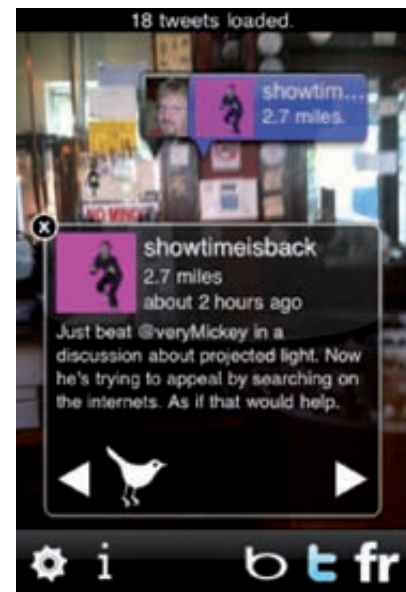 18 tweets loaded.
showtim...
2.7 miles.
NO MIN
x
showtimeisback
2.7 miles
about 2 hours ago
Just beat @veryMickey in a
discussion about projected light. Now
he's trying to appeal by searching on
the internets. As if that would help.
i
b t fr